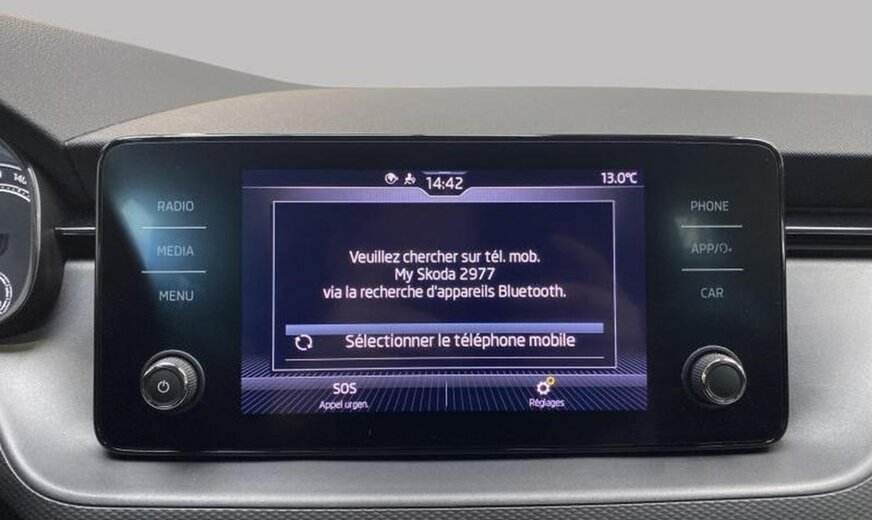 14:42
13.0°C
RADIO
MEDIA
MENU
Veuillez chercher sur tél. mob.
My Skoda 2977
via la recherche d'appareils Bluetooth.
Sélectionner le téléphone mobile
SOS
Appel urgen.
Réglages
PHONE
APP/
CAR